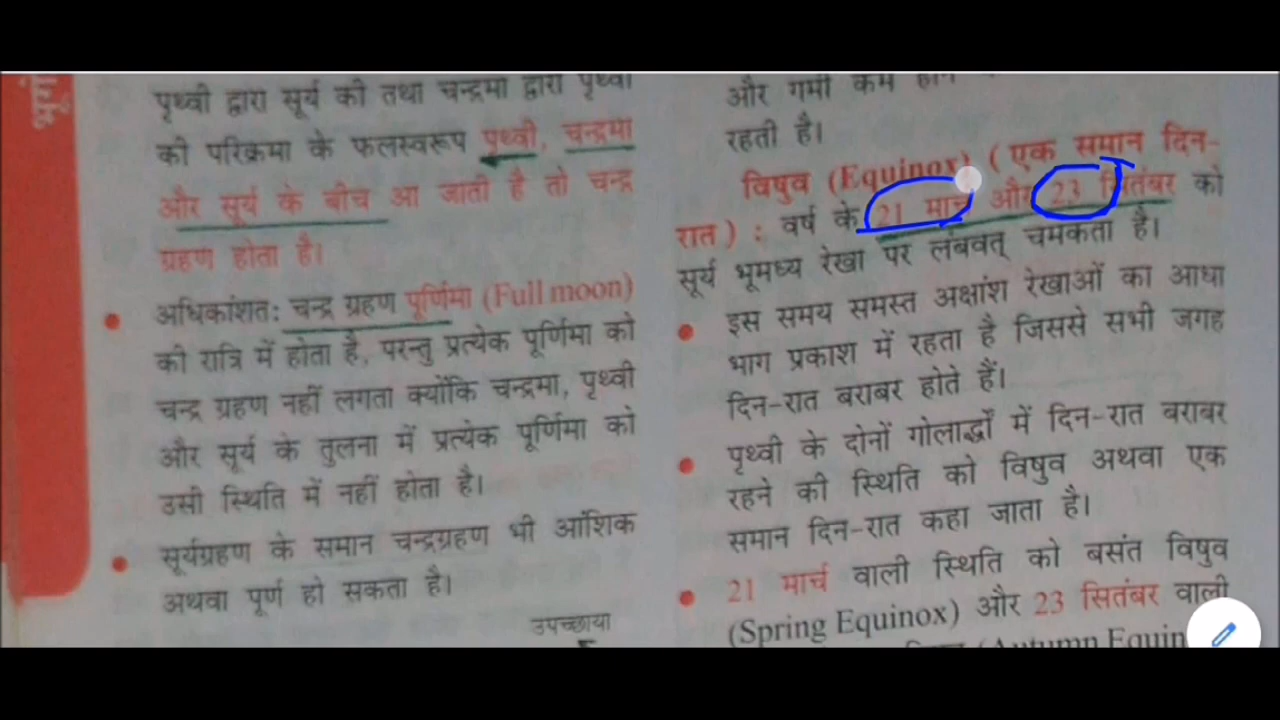 पृथ्वी द्वारा सूर्य की तथा चन्द्रमा द्वारा पृथ्वी
की परिक्रमा के फलस्वरूप पृथ्वी, चन्द्रमा
और सूर्य के बीच आ जाती है तो चन्द्र
ग्रहण होता है।
अधिकांशत: चन्द्र ग्रहण पूर्णिमा (Full moon)
की रात्रि में होता है, परन्तु प्रत्येक पूर्णिमा को
चन्द्र ग्रहण नहीं लगता क्योंकि चन्द्रमा, पृथ्वी
और सूर्य के तुलना में प्रत्येक पूर्णिमा को
उसी स्थिति में नहीं होता है।
सूर्यग्रहण के समान चन्द्रग्रहण भी आंशिक
अथवा पूर्ण हो सकता है।
उपच्छाया
और गर्मी कम होने
रहती है।
विषुव (Equinox) (एक समान दिन-
रात) : वर्ष के 21 मार्च और 23 सितंबर को
सूर्य भूमध्य रेखा पर लंबवत् चमकता है।
इस समय समस्त अक्षांश रेखाओं का आधा
भाग प्रकाश में रहता है जिससे सभी जगह
दिन-रात बराबर होते हैं।
पृथ्वी के दोनों गोलार्द्धों में दिन-रात बराबर
रहने की स्थिति को विषुव अथवा एक
समान दिन-रात कहा जाता है।
21 मार्च वाली स्थिति को बसंत विषुव
(Spring Equinox) और 23 सितंबर वाली
(Autumn Equin